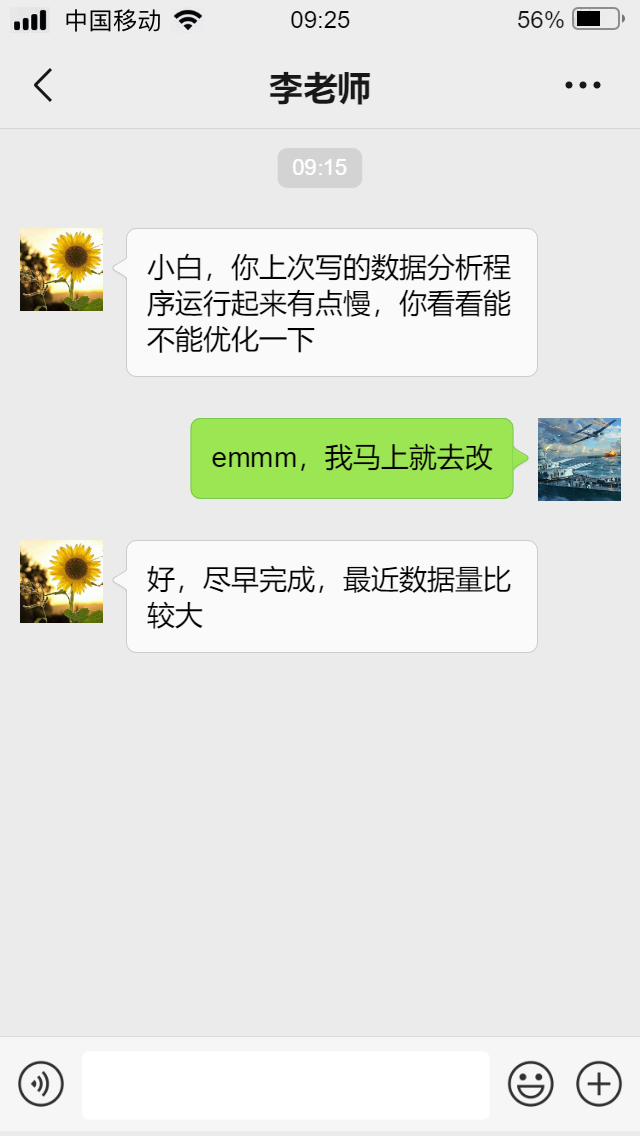 中国移动 09:25 56%
李老师
09:15
小白，你上次写的数据分析程
序运行起来有点慢，你看看能
不能优化一下
emmm，我马上就去改
好，尽早完成，最近数据量比
较大